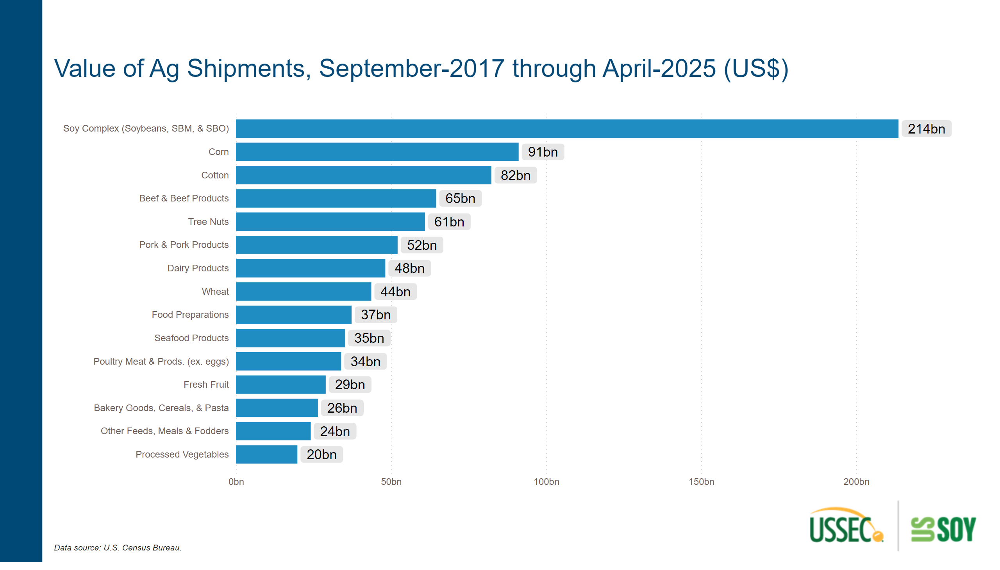 Value of Ag Shipments, September-2017 through April-2025 (US$)
Soy Complex (Soybeans, SBM, & SBO) 214bn
Corn 91bn
Cotton 82bn
Beef & Beef Products 65bn
Tree Nuts 61bn
Pork & Pork Products 52bn
Dairy Products 48bn
Wheat 44bn
Food Preparations 37bn
Seafood Products 35bn
Poultry Meat & Prods. (ex. eggs) 34bn
Fresh Fruit 29bn
Bakery Goods, Cereals, & Pasta 26bn
Other Feeds, Meals & Fodders 24bn
Processed Vegetables 20bn
0bn 50bn 100bn 150bn 200bn
USSEC US SOY
Data source: U.S. Census Bureau.